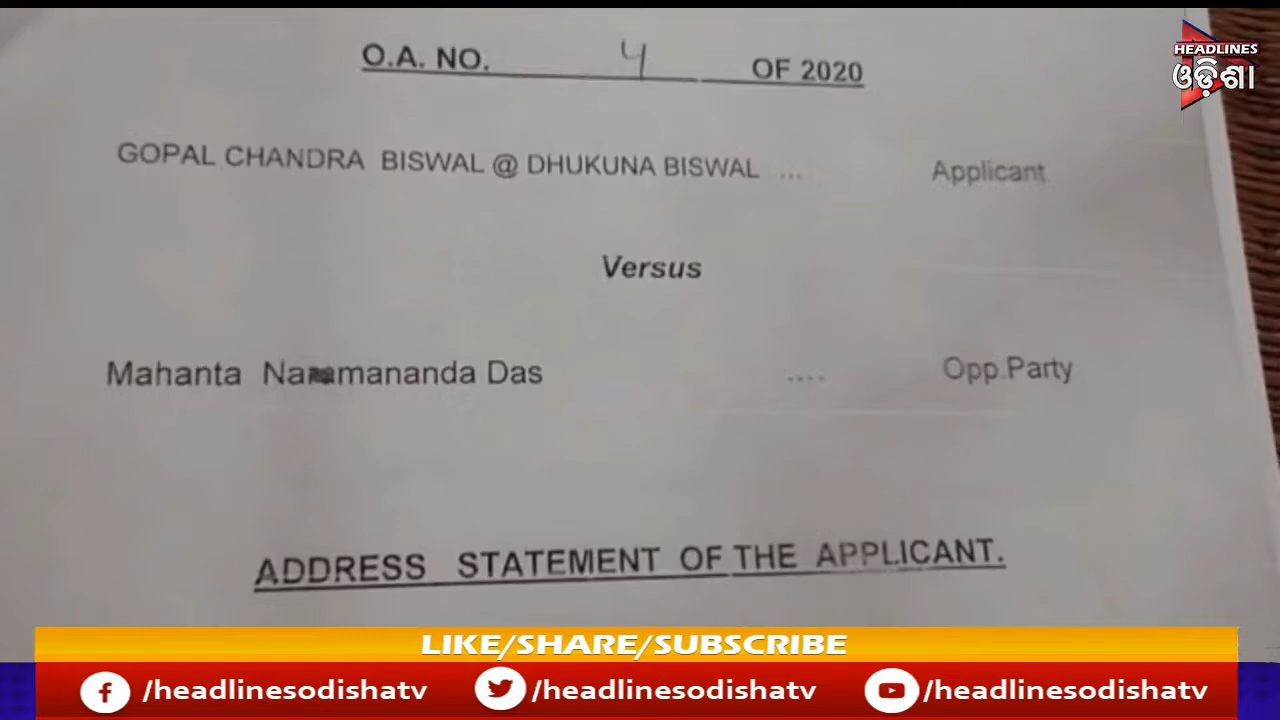 HEADLINES
ଓଡ଼ିଶା
O.A. NO. 4 OF 2020
GOPAL CHANDRA BISWAL @ DHUKUNA BISWAL ... Applicant
Versus
Mahanta Das .... Opp.Party
ADDRESS STATEMENT OF THE APPLICANT.
LIKE/SHARE/SUBSCRIBE
/headlinesodishatv /headlinesodishatv /headlinesodishatv